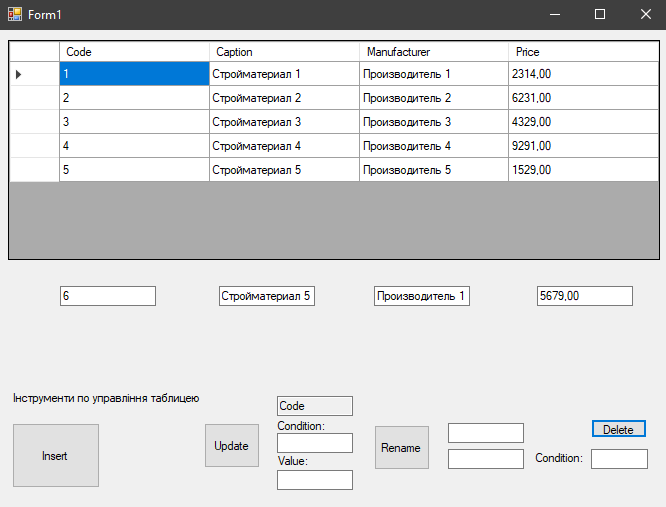 Form1
Code Caption Manufacturer Price
1 Стройматериал 1 Производитель 1 2314,00
2 Стройматериал 2 Производитель 2 6231,00
3 Стройматериал 3 Производитель 3 4329,00
4 Стройматериал 4 Производитель 4 9291,00
5 Стройматериал 5 Производитель 5 1529,00
6 Стройматериал 5 Производитель 1 5679,00
Інструменти по управління таблицею
Insert
Update
Code
Condition:
Value:
Rename
Delete
Condition: